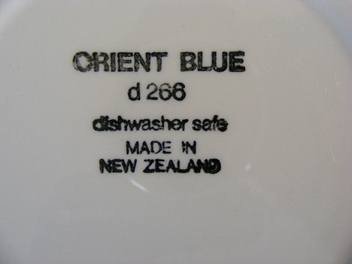 ORIENT BLUE
d 266
dishwasher safe
MADE IN
NEW ZEALAND